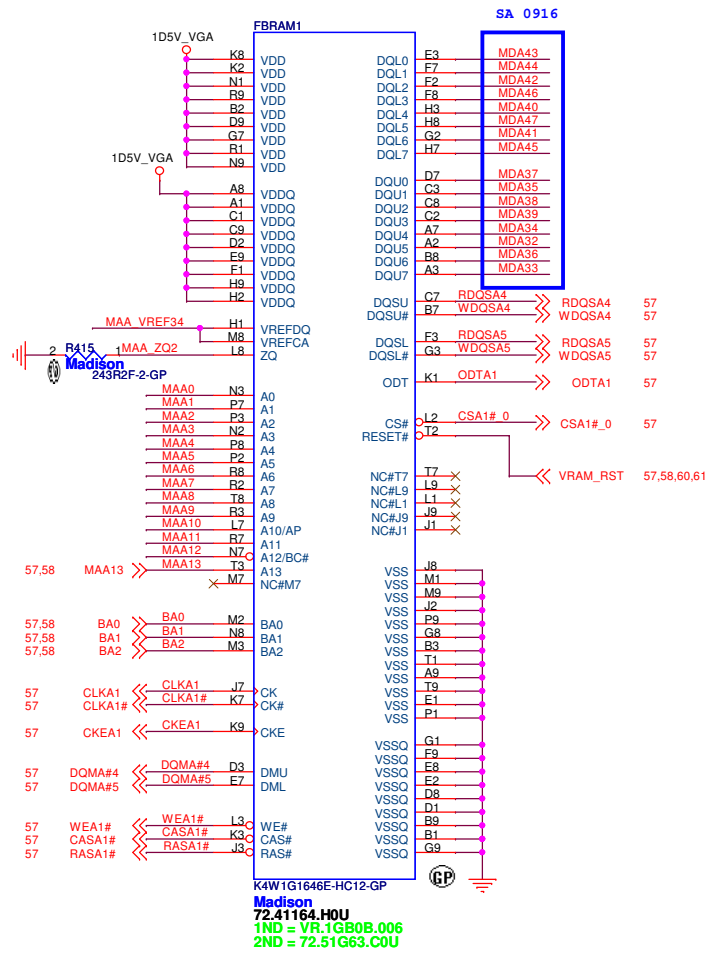 SA 0916
FBRAM1
1D5V_VGA
K8 VDD
K2 VDD
N1 VDD
R9 VDD
B2 VDD
D9 VDD
G7 VDD
R1 VDD
N9 VDD
1D5V_VGA
A8 VDDQ
A1 VDDQ
C1 VDDQ
C9 VDDQ
D2 VDDQ
E9 VDDQ
F1 VDDQ
H9 VDDQ
H2 VDDQ
MAA_VREF34 H1 VREFDQ
M8 VREFCA
2 R415 1 MAA_ZQ2 L8 ZQ
Madison
243R2F-2-GP
MAA0 N3 A0
MAA1 P7 A1
MAA2 P3 A2
MAA3 N2 A3
MAA4 P8 A4
MAA5 P2 A5
MAA6 R8 A6
MAA7 R2 A7
MAA8 T8 A8
MAA9 R3 A9
MAA10 L7 A10/AP
MAA11 R7 A11
MAA12 N7 A12/BC#
57,58 MAA13 MAA13 T3 A13
M7 NC#M7
57,58 BA0 BA0 M2 BA0
57,58 BA1 BA1 N8 BA1
57,58 BA2 BA2 M3 BA2
57 CLKA1 CLKA1 J7 CK
57 CLKA1# CLKA1# K7 CK#
57 CKEA1 CKEA1 K9 CKE
57 DQMA#4 DQMA#4 D3 DMU
57 DQMA#5 DQMA#5 E7 DML
57 WEA1# WEA1# L3 WE#
57 CASA1# CASA1# K3 CAS#
57 RASA1# RASA1# J3 RAS#
DQL0 E3 MDA43
DQL1 F7 MDA44
DQL2 F2 MDA42
DQL3 F8 MDA46
DQL4 H3 MDA40
DQL5 H8 MDA47
DQL6 G2 MDA41
DQL7 H7 MDA45
DQU0 D7 MDA37
DQU1 C3 MDA35
DQU2 C8 MDA38
DQU3 C2 MDA39
DQU4 A7 MDA34
DQU5 A2 MDA32
DQU6 B8 MDA36
DQU7 A3 MDA33
DQSU C7 RDQSA4 RDQSA4 57
DQSU# B7 WDQSA4 WDQSA4 57
DQSL F3 RDQSA5 RDQSA5 57
DQSL# G3 WDQSA5 WDQSA5 57
ODT K1 ODTA1 ODTA1 57
CS# L2 CSA1#_0 CSA1#_0 57
RESET# T2
VRAM_RST 57,58,60,61
NC#T7 T7
NC#L9 L9
NC#L1 L1
NC#J9 J9
NC#J1 J1
VSS J8
VSS M1
VSS M9
VSS J2
VSS P9
VSS G8
VSS B3
VSS T1
VSS A9
VSS T9
VSS E1
VSS P1
VSSQ G1
VSSQ F9
VSSQ E8
VSSQ E2
VSSQ D8
VSSQ D1
VSSQ B9
VSSQ B1
VSSQ G9
GP
K4W1G1646E-HC12-GP
Madison
72.41164.H0U
1ND = VR.1GB0B.006
2ND = 72.51G63.C0U